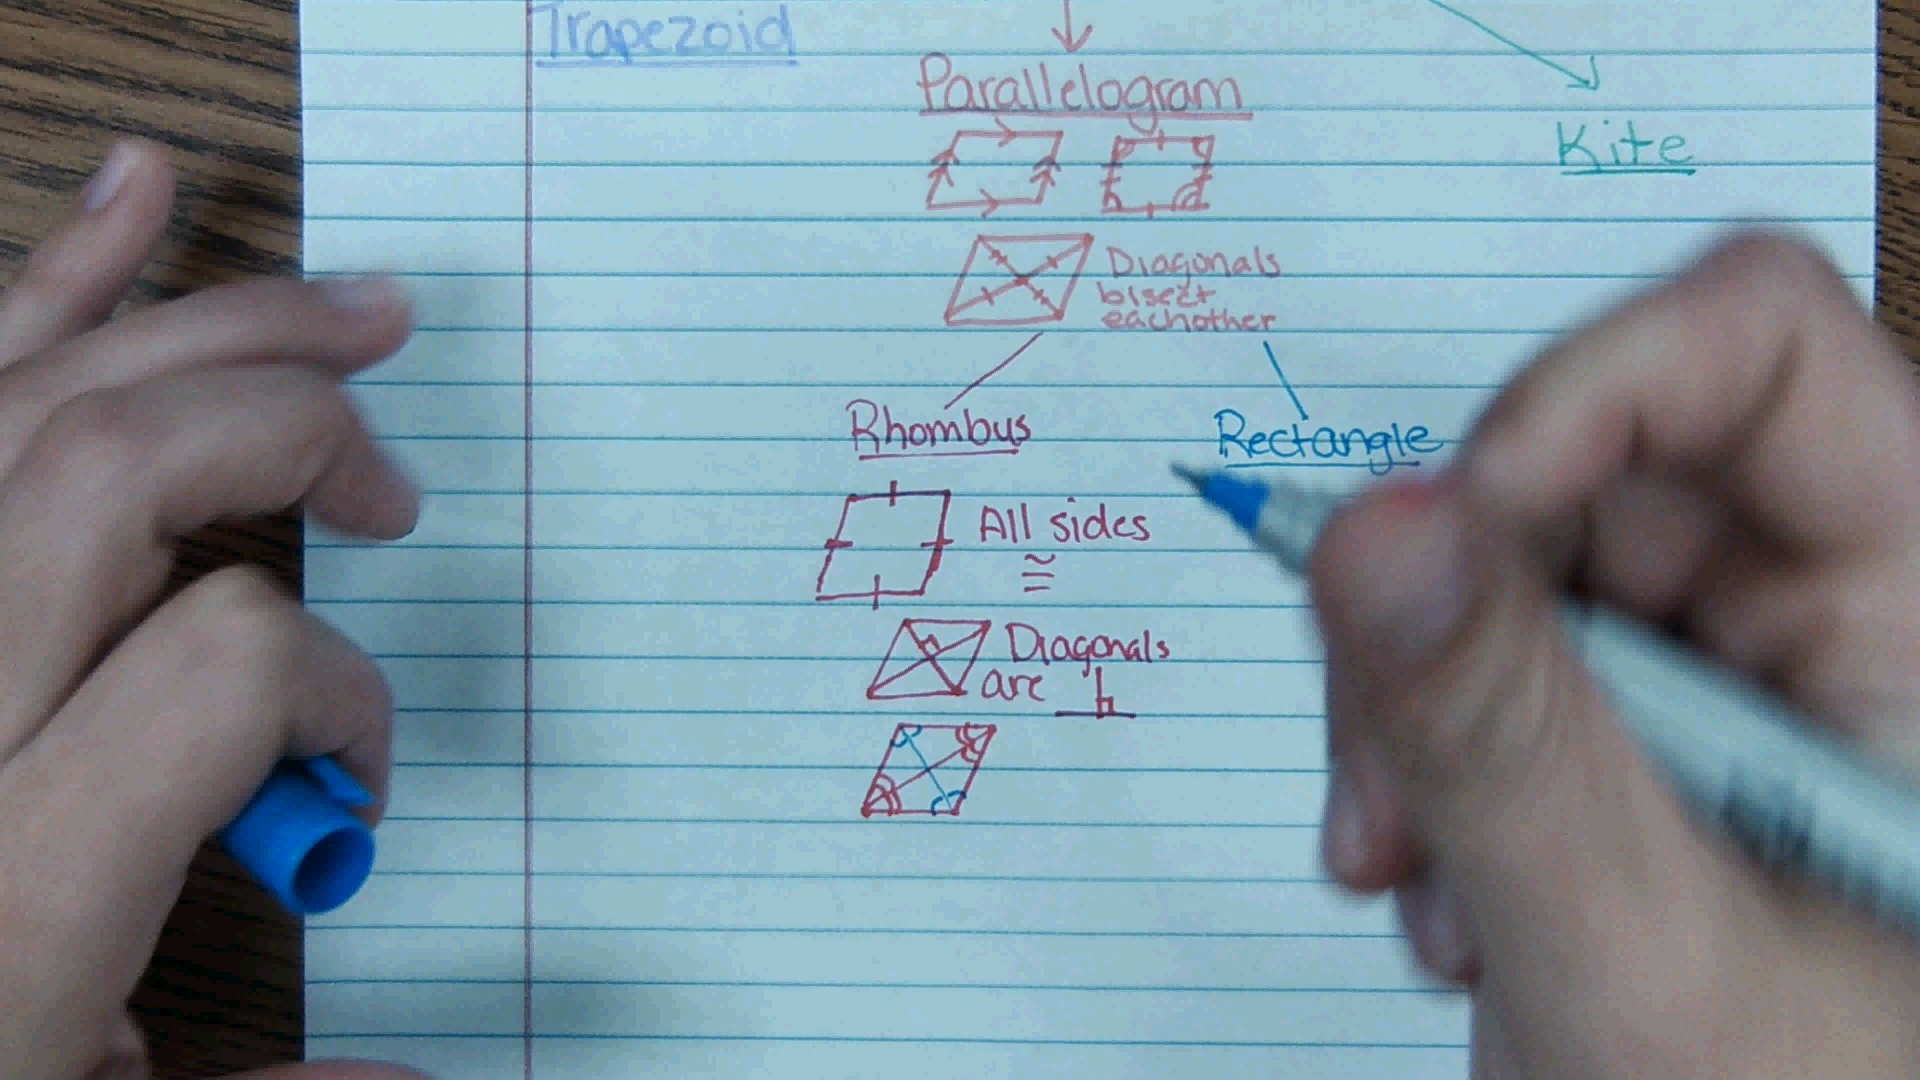 Trapezoid
Parallelogram
Kite
Diagonals
bisect
eachother
Rhombus
Rectangle
All sides
≅
Diagonals
are ⊥